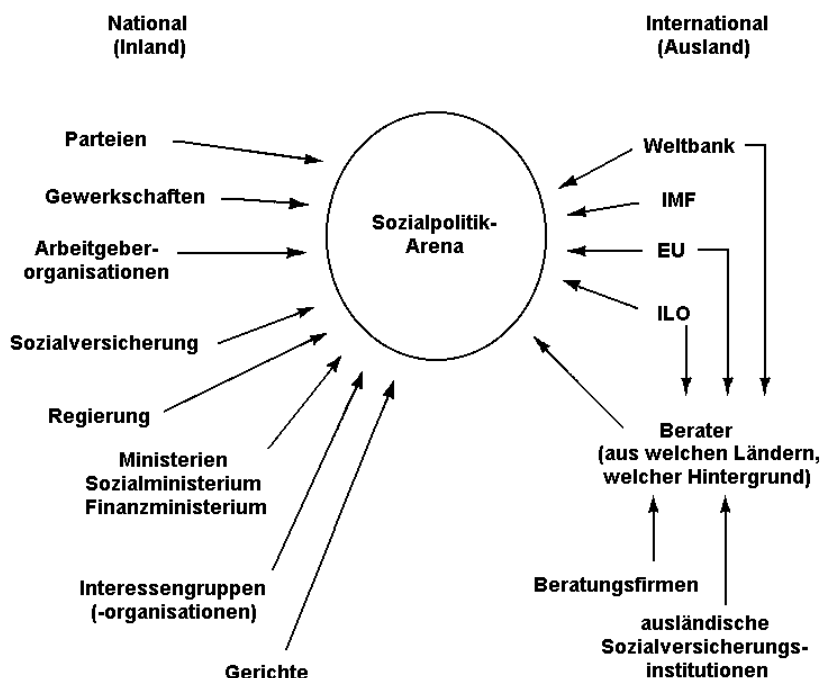 National
(Inland)
International
(Ausland)
Parteien
Gewerkschaften
Arbeitgeber-
organisationen
Sozialversicherung
Regierung
Ministerien
Sozialministerium
Finanzministerium
Interessengruppen
(-organisationen)
Gerichte
Sozialpolitik-
Arena
Weltbank
IMF
EU
ILO
Berater
(aus welchen Ländern,
welcher Hintergrund)
Beratungsfirmen
ausländische
Sozialversicherungs-
institutionen